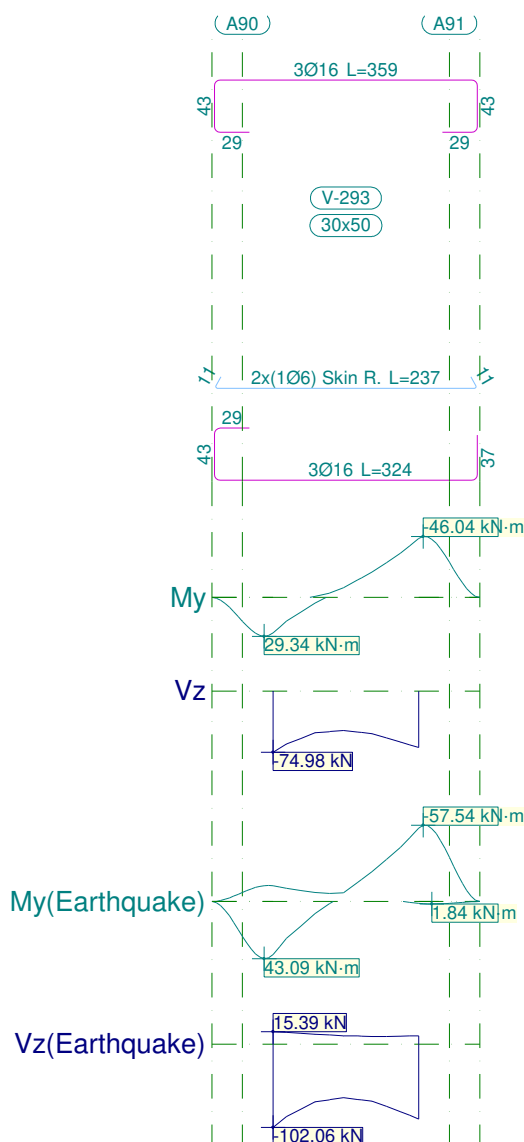 A90 A91
3Ø16 L=359
43 43
29 29
V-293
30x50
11 2x(1Ø6) Skin R. L=237 11
29
43 37
3Ø16 L=324
-46.04 kN·m
My
29.34 kN·m
Vz
-74.98 kN
-57.54 kN·m
My(Earthquake)
1.84 kN·m
43.09 kN·m
15.39 kN
Vz(Earthquake)
-102.06 kN